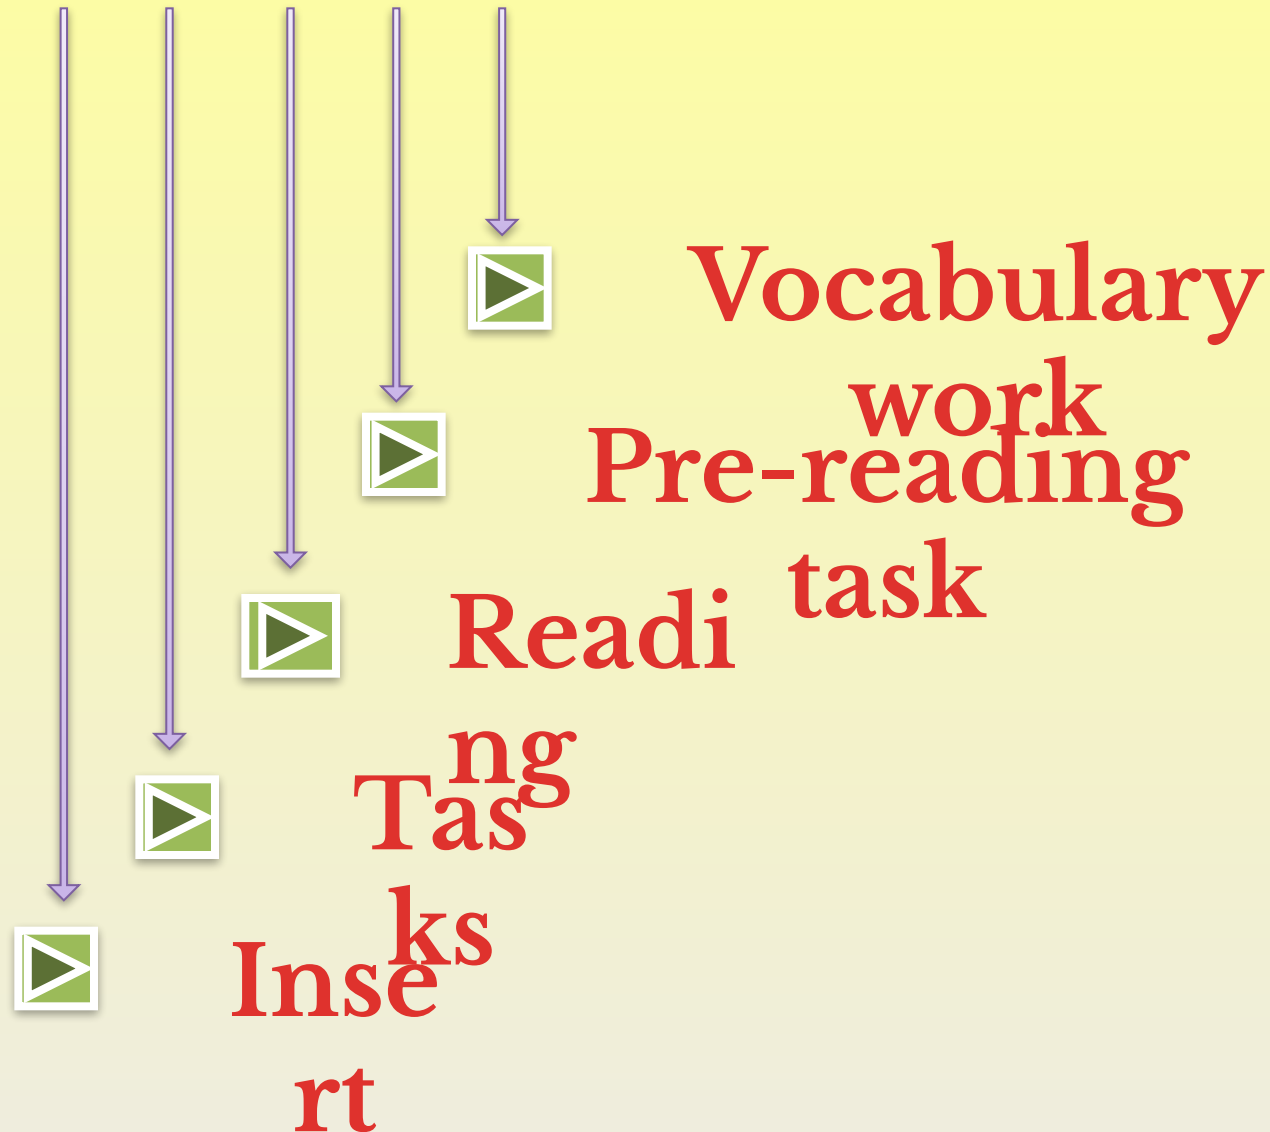 Vocabulary
work
Pre-reading
task
Readi
ng
Tas
ks
Inse
rt